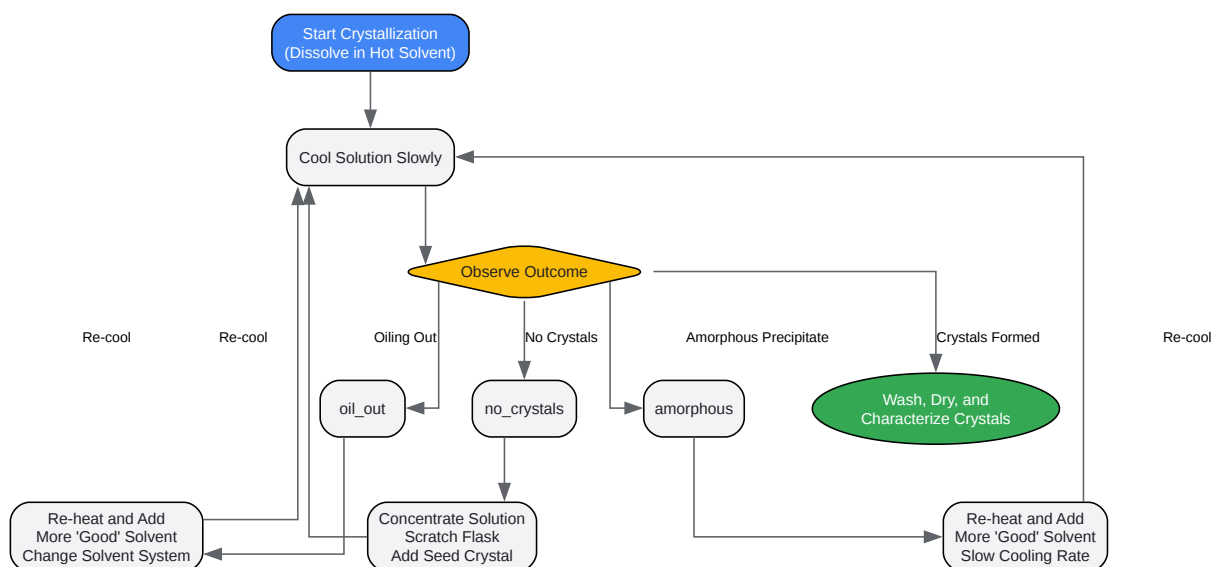 Start Crystallization
(Dissolve in Hot Solvent)
Cool Solution Slowly
Observe Outcome
Re-cool
Re-cool
Oiling Out
No Crystals
Amorphous Precipitate
Crystals Formed
Re-cool
oil_out
no_crystals
amorphous
Wash, Dry, and
Characterize Crystals
Re-heat and Add
More 'Good' Solvent
Change Solvent System
Concentrate Solution
Scratch Flask
Add Seed Crystal
Re-heat and Add
More 'Good' Solvent
Slow Cooling Rate